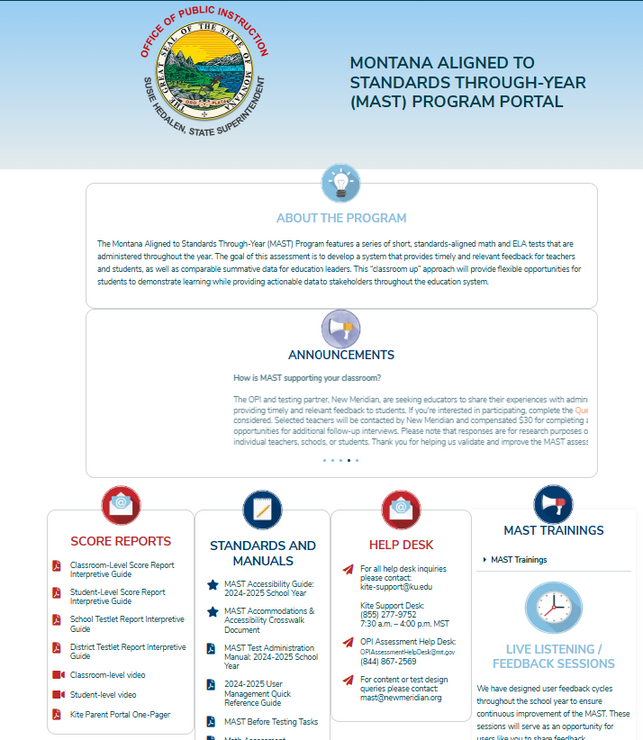 OFFICE OF PUBLIC INSTRUCTION
THE GREAT SEAL OF THE STATE OF MONTANA
SUSIE HEDALEN, STATE SUPERINTENDENT
MONTANA ALIGNED TO
STANDARDS THROUGH-YEAR
(MAST) PROGRAM PORTAL
ABOUT THE PROGRAM
The Montana Aligned to Standards Through-Year (MAST) Program features a series of short, standards-aligned math and ELA tests that are
administered throughout the year. The goal of this assessment is to develop a system that provides timely and relevant feedback for teachers
and students, as well as comparable summative data for education leaders. This "classroom up" approach will provide flexible opportunities for
students to demonstrate learning while providing actionable data to stakeholders throughout the education system.
ANNOUNCEMENTS
How is MAST supporting your classroom?
The OPI and testing partner, New Meridian, are seeking educators to share their experiences with admin
providing timely and relevant feedback to students. If you're interested in participating, complete the Que
considered. Selected teachers will be contacted by New Meridian and compensated $30 for completing a
opportunities for additional follow-up interviews. Please note that responses are for research purposes o
individual teachers, schools, or students. Thank you for helping us validate and improve the MAST assess
SCORE REPORTS
Classroom-Level Score Report
Interpretive Guide
Student-Level Score Report
Interpretive Guide
School Testlet Report Interpretive
Guide
District Testlet Report Interpretive
Guide
Classroom-level video
Student-level video
Kite Parent Portal One-Pager
STANDARDS AND
MANUALS
MAST Accessibility Guide:
2024-2025 School Year
MAST Accommodations &
Accessibility Crosswalk
Document
MAST Test Administration
Manual: 2024-2025 School
Year
2024-2025 User
Management Quick
Reference Guide
MAST Before Testing Tasks
Math Assessment
HELP DESK
For all help desk inquiries
please contact:
kite-support@ku.edu
Kite Support Desk:
(855) 277-9752
7:30 a.m. – 4:00 p.m. MST
OPI Assessment Help Desk:
OPIAssessmentHelpDesk@mt.gov
(844) 867-2569
For content or test design
queries please contact:
mast@newmeridian.org
MAST TRAININGS
MAST Trainings
LIVE LISTENING /
FEEDBACK SESSIONS
We have designed user feedback cycles
throughout the school year to ensure
continuous improvement of the MAST. These
sessions will serve as an opportunity for
users like you to share feedback